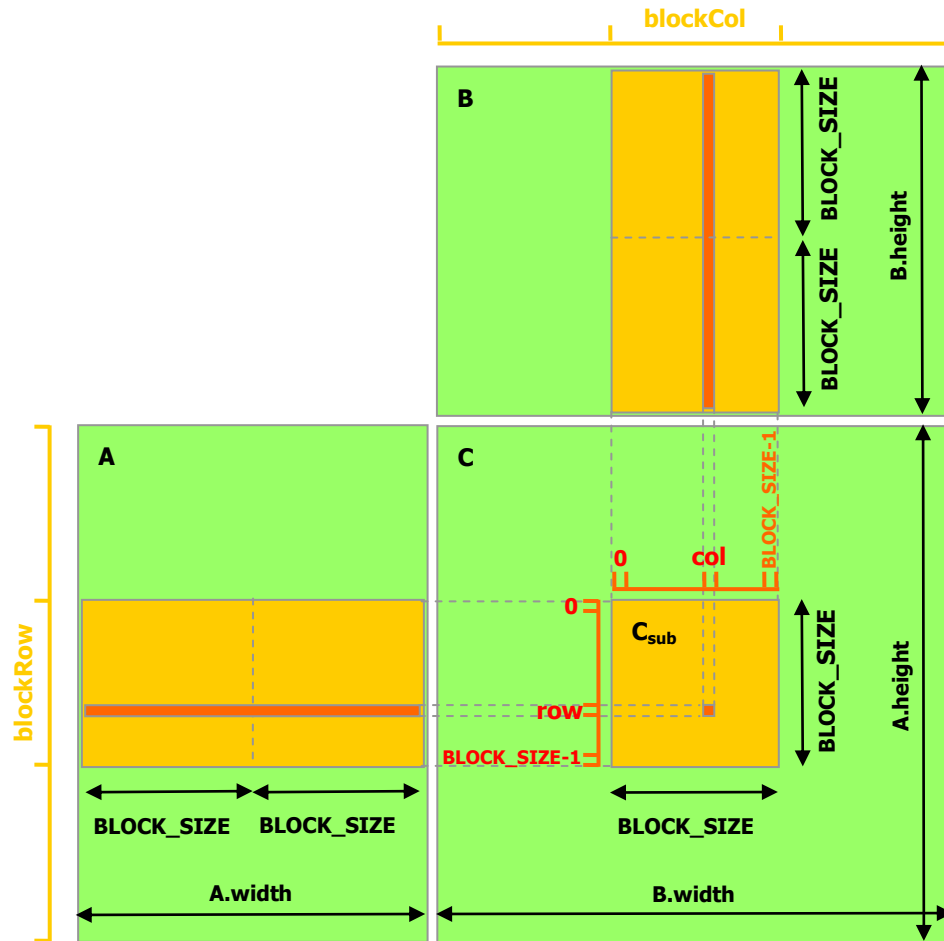 blockCol
B
BLOCK_SIZE
BLOCK_SIZE
B.height
A
C
BLOCK_SIZE-1
0
col
blockRow
0
C_sub
row
BLOCK_SIZE-1
BLOCK_SIZE
A.height
BLOCK_SIZE
BLOCK_SIZE
BLOCK_SIZE
A.width
B.width